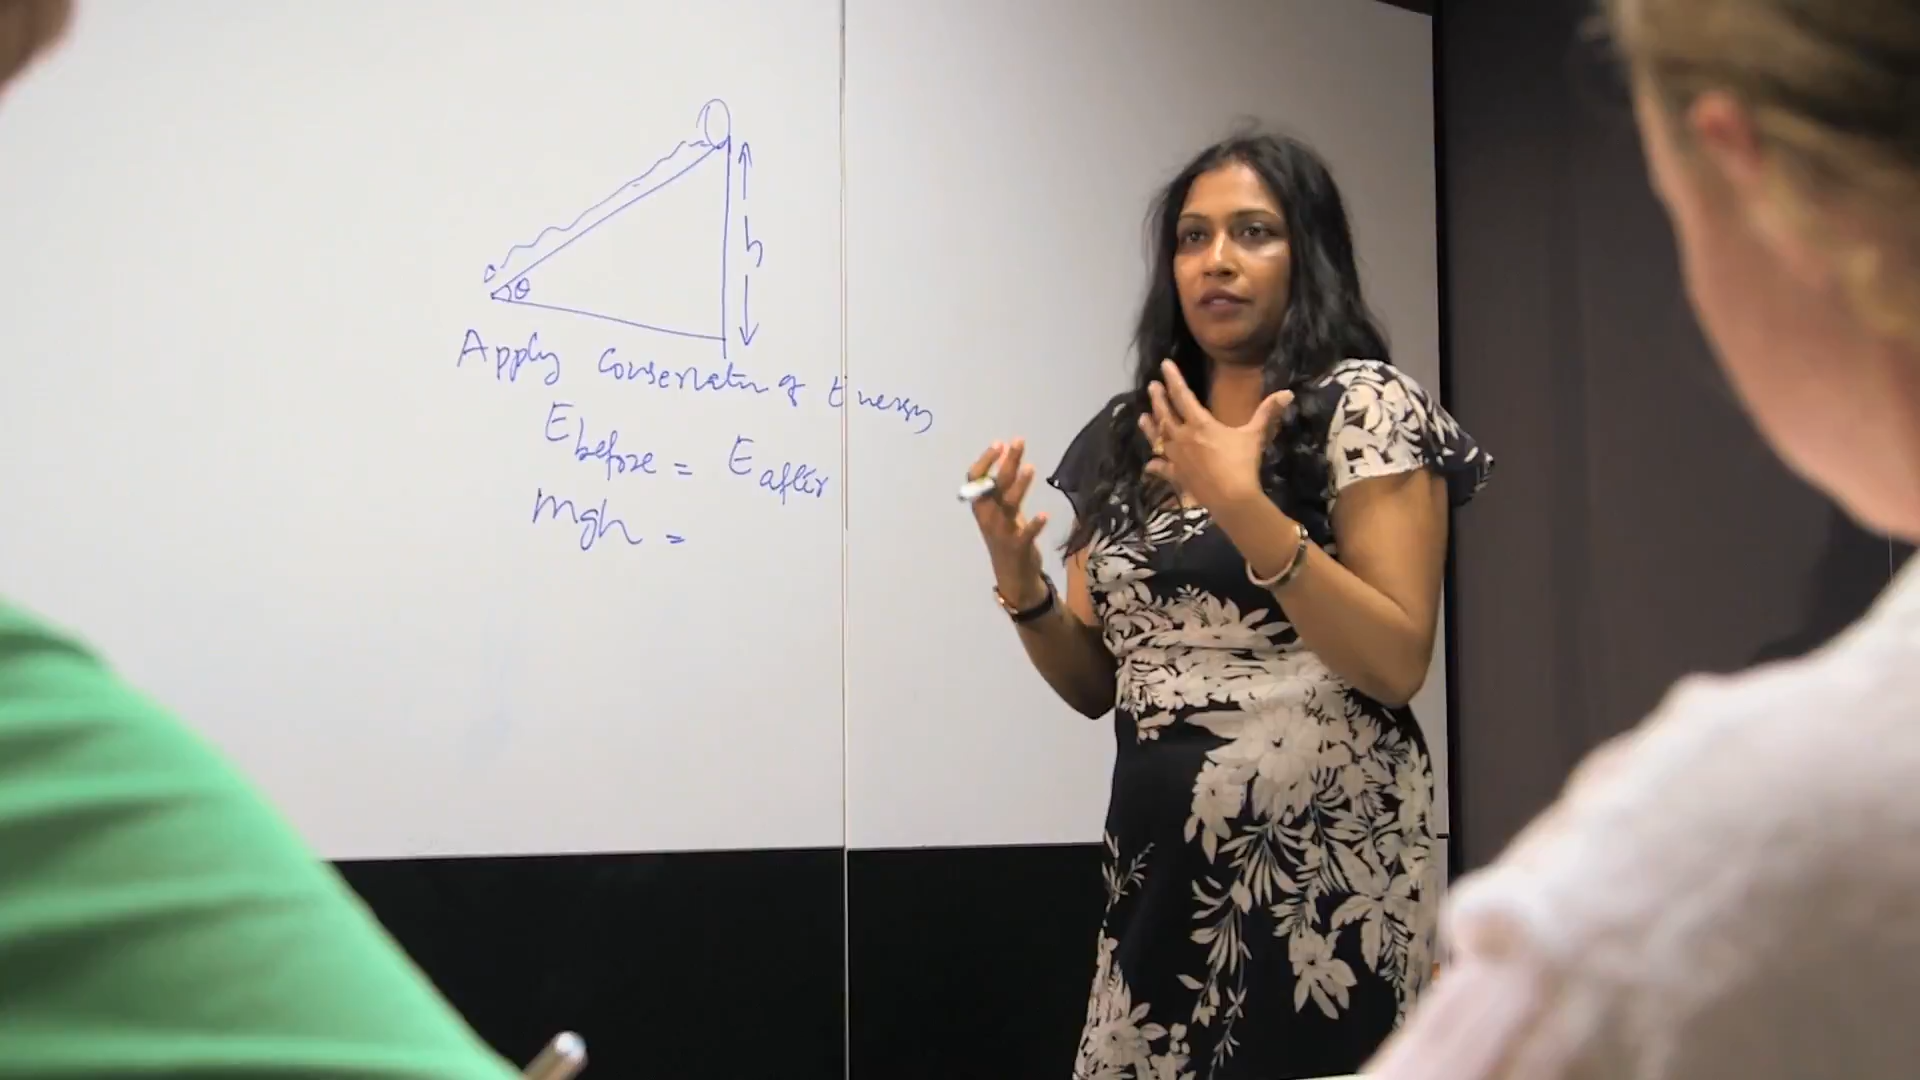 h
θ
Apply Conservation of Energy
E before = E after
mgh =